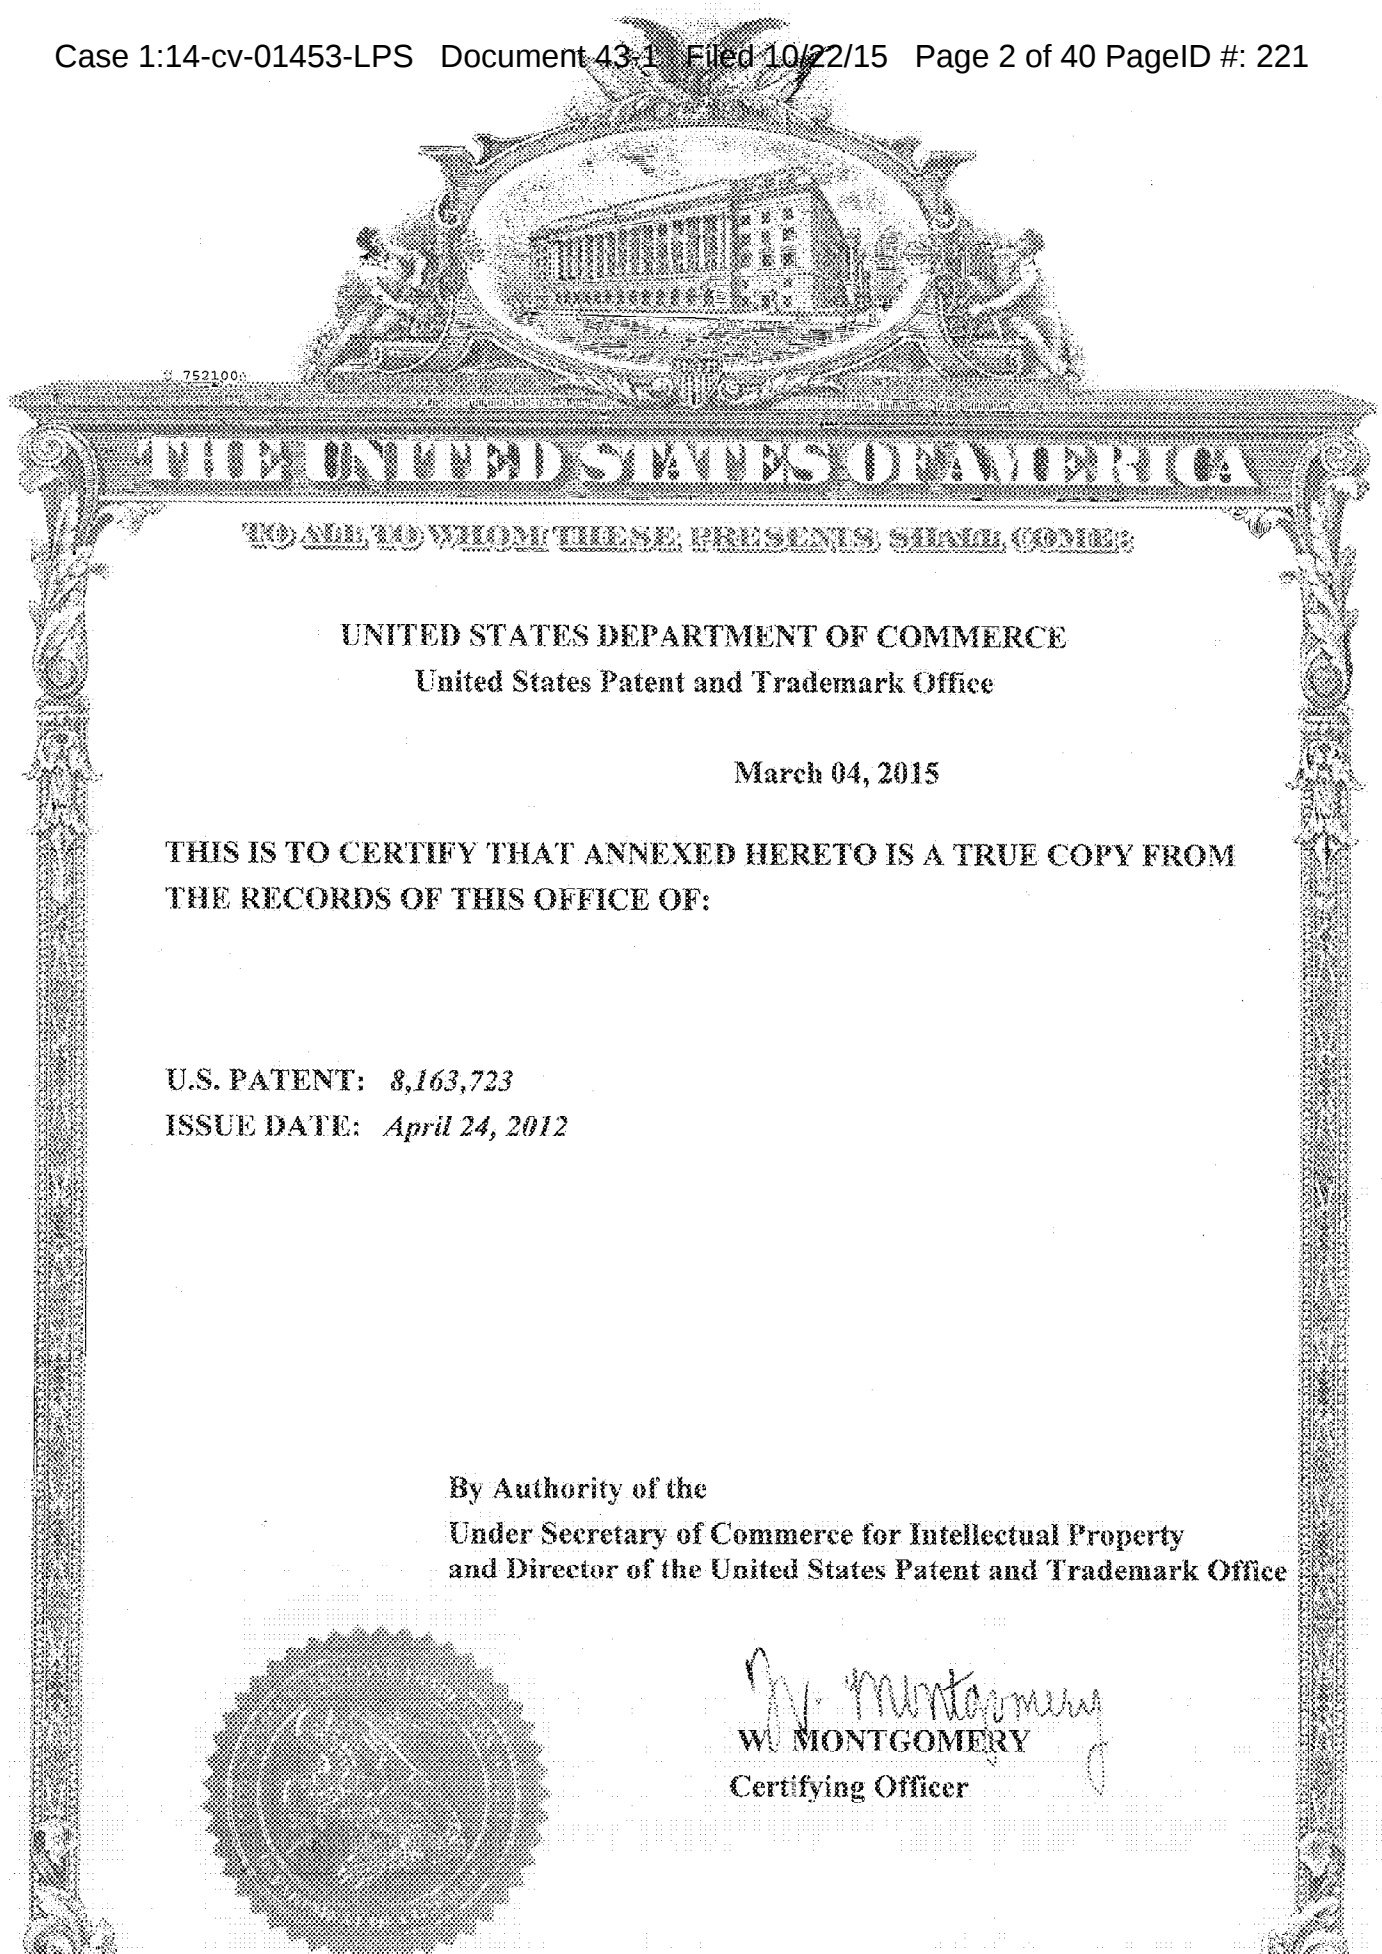 Case 1:14-cv-01453-LPS Document 43-1 Filed 10/22/15 Page 2 of 40 PageID #: 221
752100
THE UNITED STATES OF AMERICA
TO ALL TO WHOM THESE PRESENTS SHALL COME:
UNITED STATES DEPARTMENT OF COMMERCE
United States Patent and Trademark Office
March 04, 2015
THIS IS TO CERTIFY THAT ANNEXED HERETO IS A TRUE COPY FROM
THE RECORDS OF THIS OFFICE OF:
U.S. PATENT: 8,163,723
ISSUE DATE: April 24, 2012
By Authority of the
Under Secretary of Commerce for Intellectual Property
and Director of the United States Patent and Trademark Office
W. Montgomery
W. MONTGOMERY
Certifying Officer